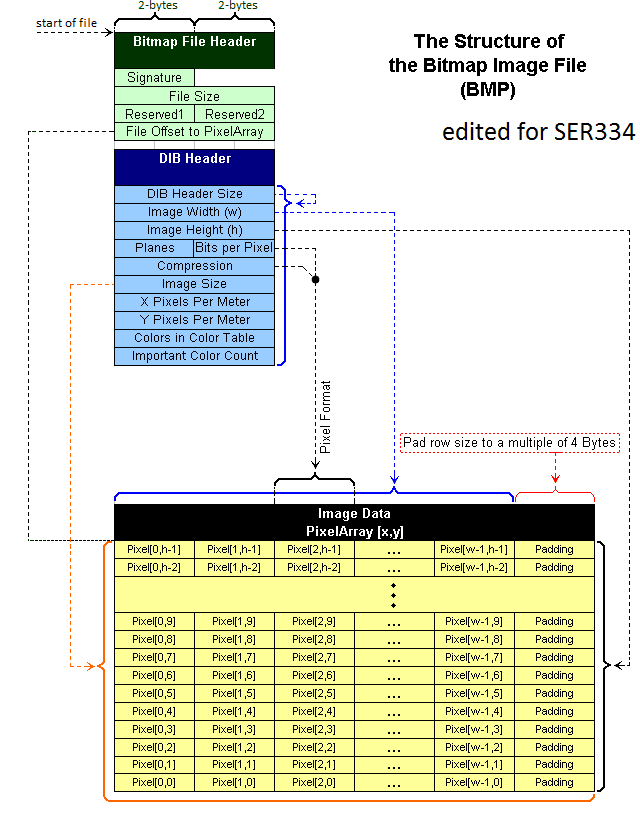 2-bytes 2-bytes
start of file
Bitmap File Header
Signature
File Size
Reserved1 Reserved2
File Offset to PixelArray
The Structure of
the Bitmap Image File
(BMP)
edited for SER334
DIB Header
DIB Header Size
Image Width (w)
Image Height (h)
Planes Bits per Pixel
Compression
Image Size
X Pixels Per Meter
Y Pixels Per Meter
Colors in Color Table
Important Color Count
Pixel Format
Pad row size to a multiple of 4 Bytes
Image Data
PixelArray [x,y]
Pixel[0,h-1] Pixel[1,h-1] Pixel[2,h-1] ... Pixel[w-1,h-1] Padding
Pixel[0,h-2] Pixel[1,h-2] Pixel[2,h-2] ... Pixel[w-1,h-2] Padding
Pixel[0,9] Pixel[1,9] Pixel[2,9] ... Pixel[w-1,9] Padding
Pixel[0,8] Pixel[1,8] Pixel[2,8] ... Pixel[w-1,8] Padding
Pixel[0,7] Pixel[1,7] Pixel[2,7] ... Pixel[w-1,7] Padding
Pixel[0,6] Pixel[1,6] Pixel[2,6] ... Pixel[w-1,6] Padding
Pixel[0,5] Pixel[1,5] Pixel[2,5] ... Pixel[w-1,5] Padding
Pixel[0,4] Pixel[1,4] Pixel[2,4] ... Pixel[w-1,4] Padding
Pixel[0,3] Pixel[1,3] Pixel[2,3] ... Pixel[w-1,3] Padding
Pixel[0,2] Pixel[1,2] Pixel[2,2] ... Pixel[w-1,2] Padding
Pixel[0,1] Pixel[1,1] Pixel[2,1] ... Pixel[w-1,1] Padding
Pixel[0,0] Pixel[1,0] Pixel[2,0] ... Pixel[w-1,0] Padding